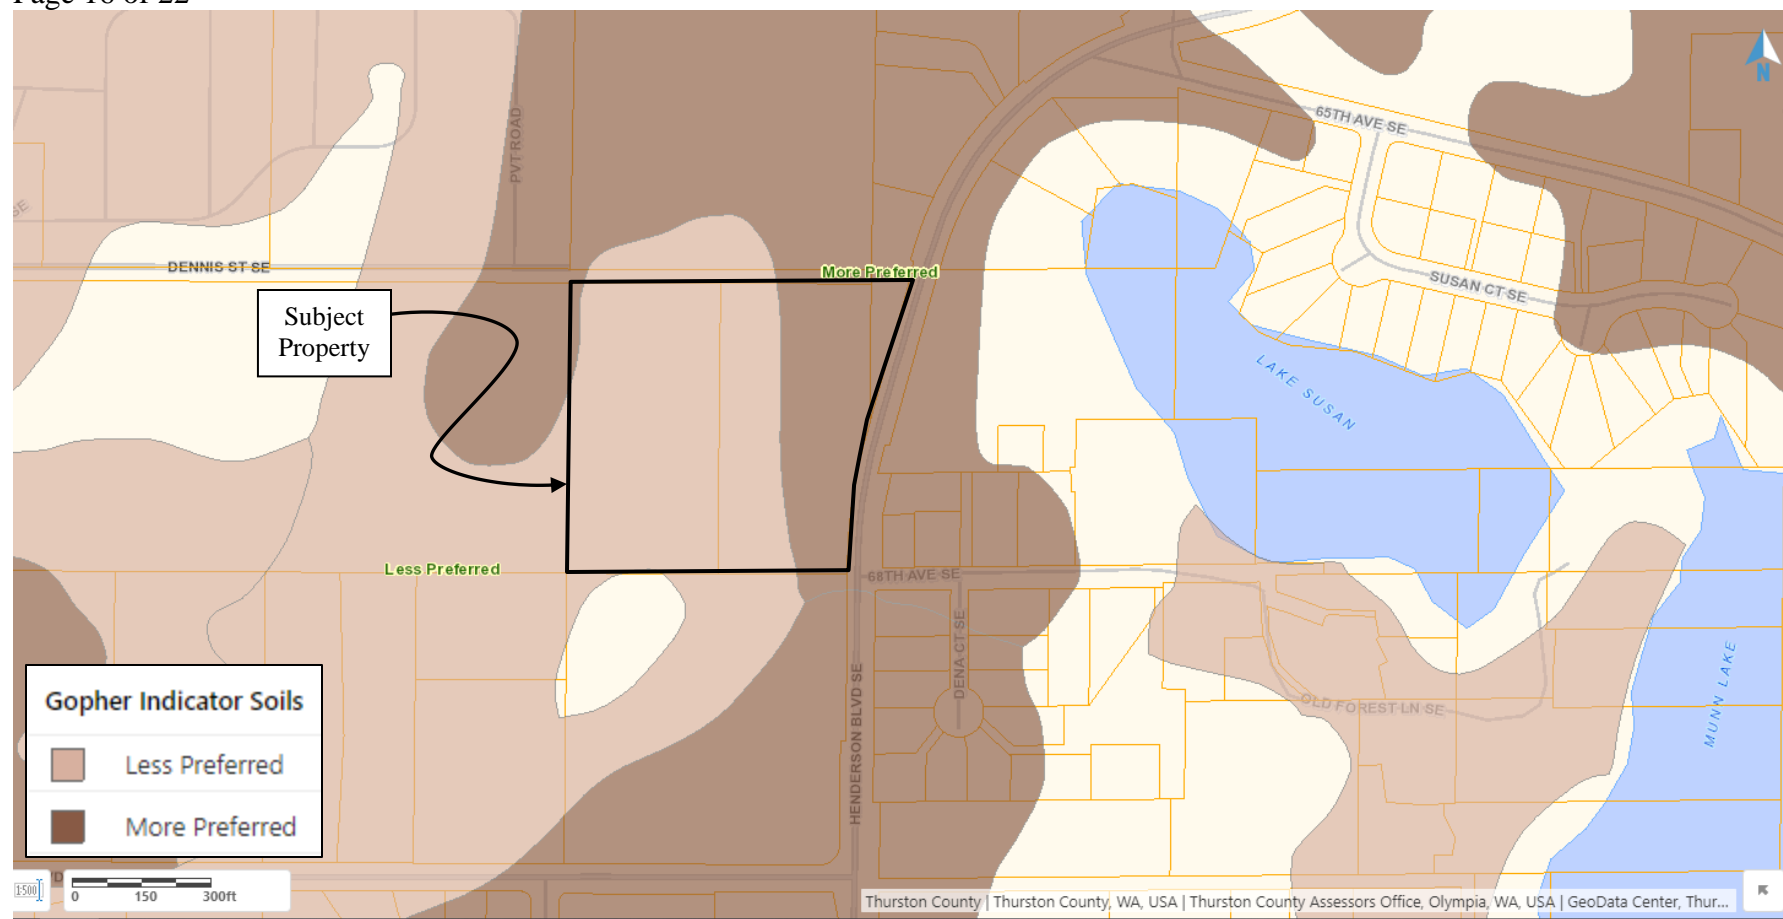 Page 16 of 22
N
65TH AVE SE
PVT ROAD
SE
DENNIS ST SE
More Preferred
SUSAN CT SE
Subject
Property
LAKE SUSAN
Less Preferred
68TH AVE SE
DENA CT SE
HENDERSON BLVD SE
OLD FOREST LN SE
MUNN LAKE
Gopher Indicator Soils
Less Preferred
More Preferred
1:500
0 150 300ft
Thurston County | Thurston County, WA, USA | Thurston County Assessors Office, Olympia, WA, USA | GeoData Center, Thur...